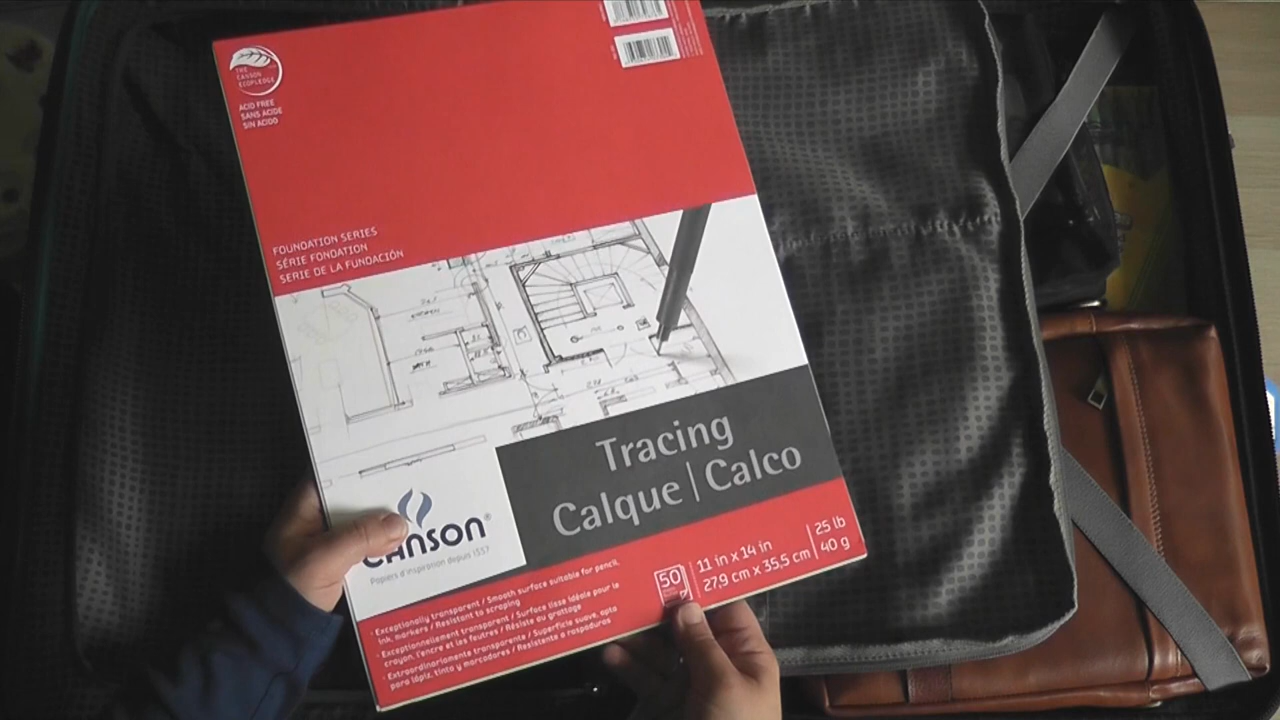 THE
CANSON
ECOPLEDGE
ACID FREE
SANS ACIDE
SIN ACIDO
FOUNDATION SERIES
SÉRIE FONDATION
SERIE DE LA FUNDACIÓN
Tracing
Calque | Calco
CANSON®
Papiers d'inspiration depuis 1557
50
11 in x 14 in
27,9 cm x 35,5 cm
25 lb
40 g
· Exceptionally transparent / Smooth surface suitable for pencil,
ink, markers / Resistant to scraping
· Exceptionnellement transparent / Surface lisse idéale pour le
crayon, l'encre et les feutres / Résiste au grattage
· Extraordinariamente transparente / Superficie suave, apta
para lápiz, tinta y marcadores / Resistente a raspaduras